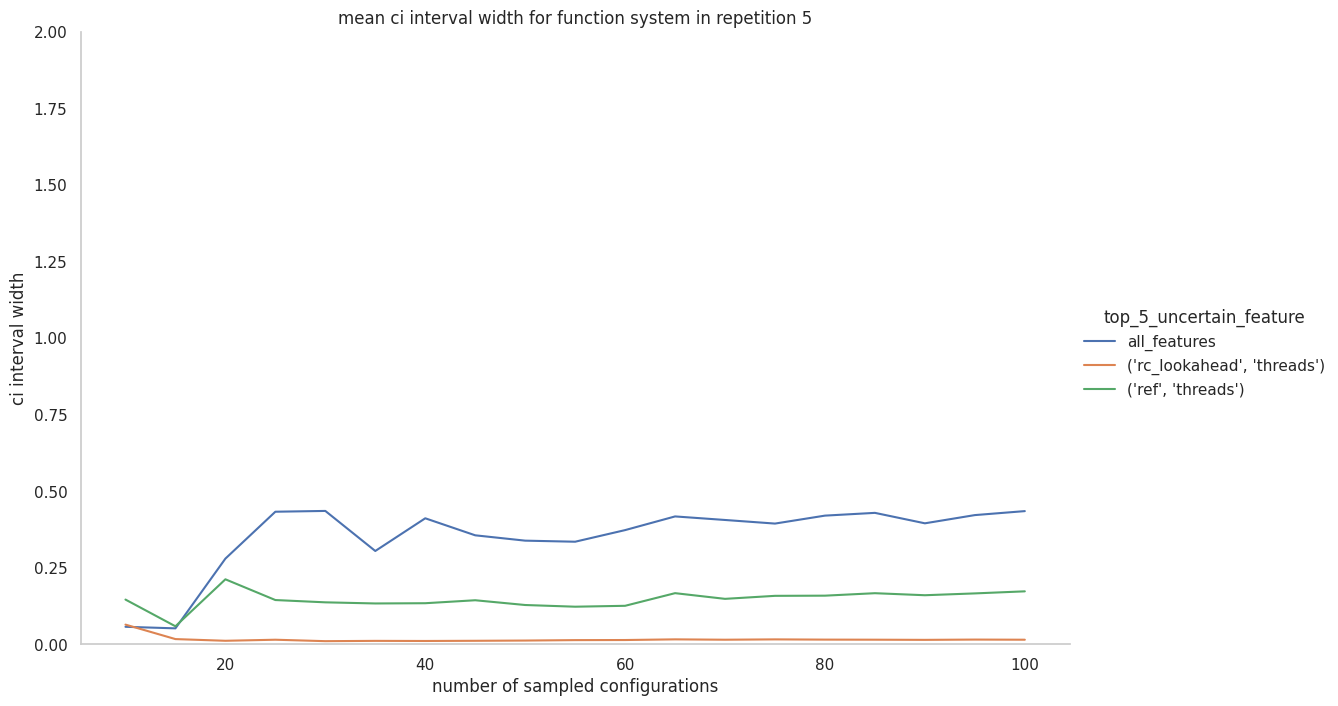 mean ci interval width for function system in repetition 5
2.00
1.75
1.50
1.25
1.00
0.75
0.50
0.25
0.00
ci interval width
20
40
60
80
100
number of sampled configurations
top_5_uncertain_feature
all_features
('rc_lookahead', 'threads')
('ref', 'threads')